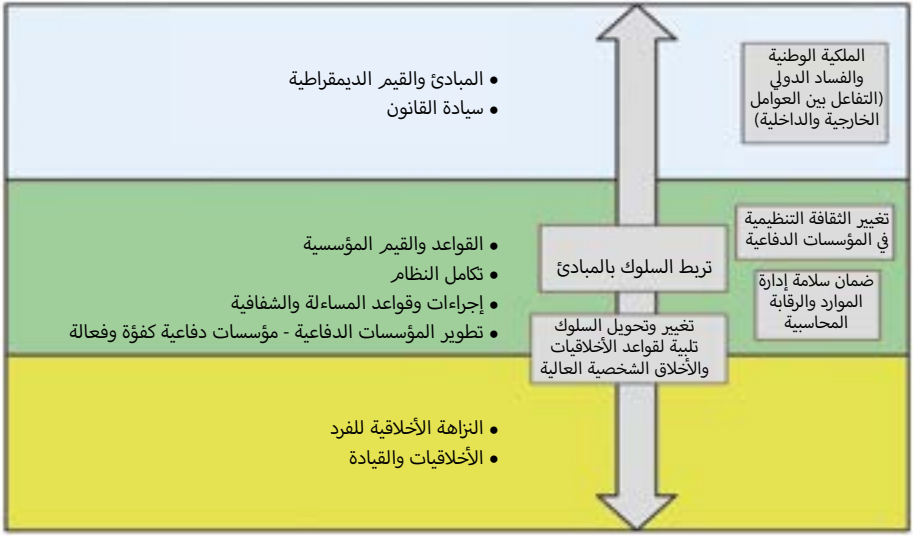 الملكية الوطنية
والفساد الدولي
(التفاعل بين العوامل
الخارجية والداخلية)
• المبادئ والقيم الديمقراطية
• سيادة القانون
تغيير الثقافة التنظيمية
في المؤسسات الدفاعية
ضمان سلامة إدارة
الموارد والرقابة
المحاسبية
تربط السلوك بالمبادئ
تغيير وتحويل السلوك
تلبية لقواعد الأخلاقيات
والأخلاق الشخصية العالية
• القواعد والقيم المؤسسية
• تكامل النظام
• إجراءات وقواعد المساءلة والشفافية
• تطوير المؤسسات الدفاعية - مؤسسات دفاعية كفؤة وفعالة
• النزاهة الأخلاقية للفرد
• الأخلاقيات والقيادة